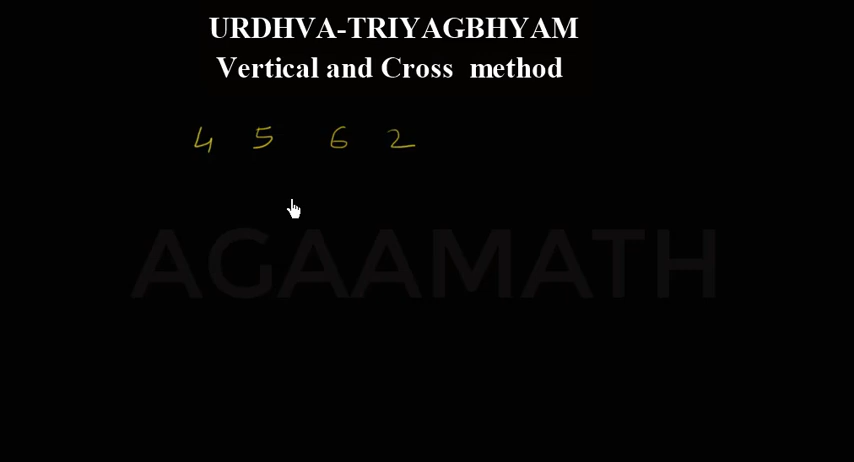 URDHVA-TRIYAGBHYAM
Vertical and Cross method
4 5 6 2
AGAAMATH